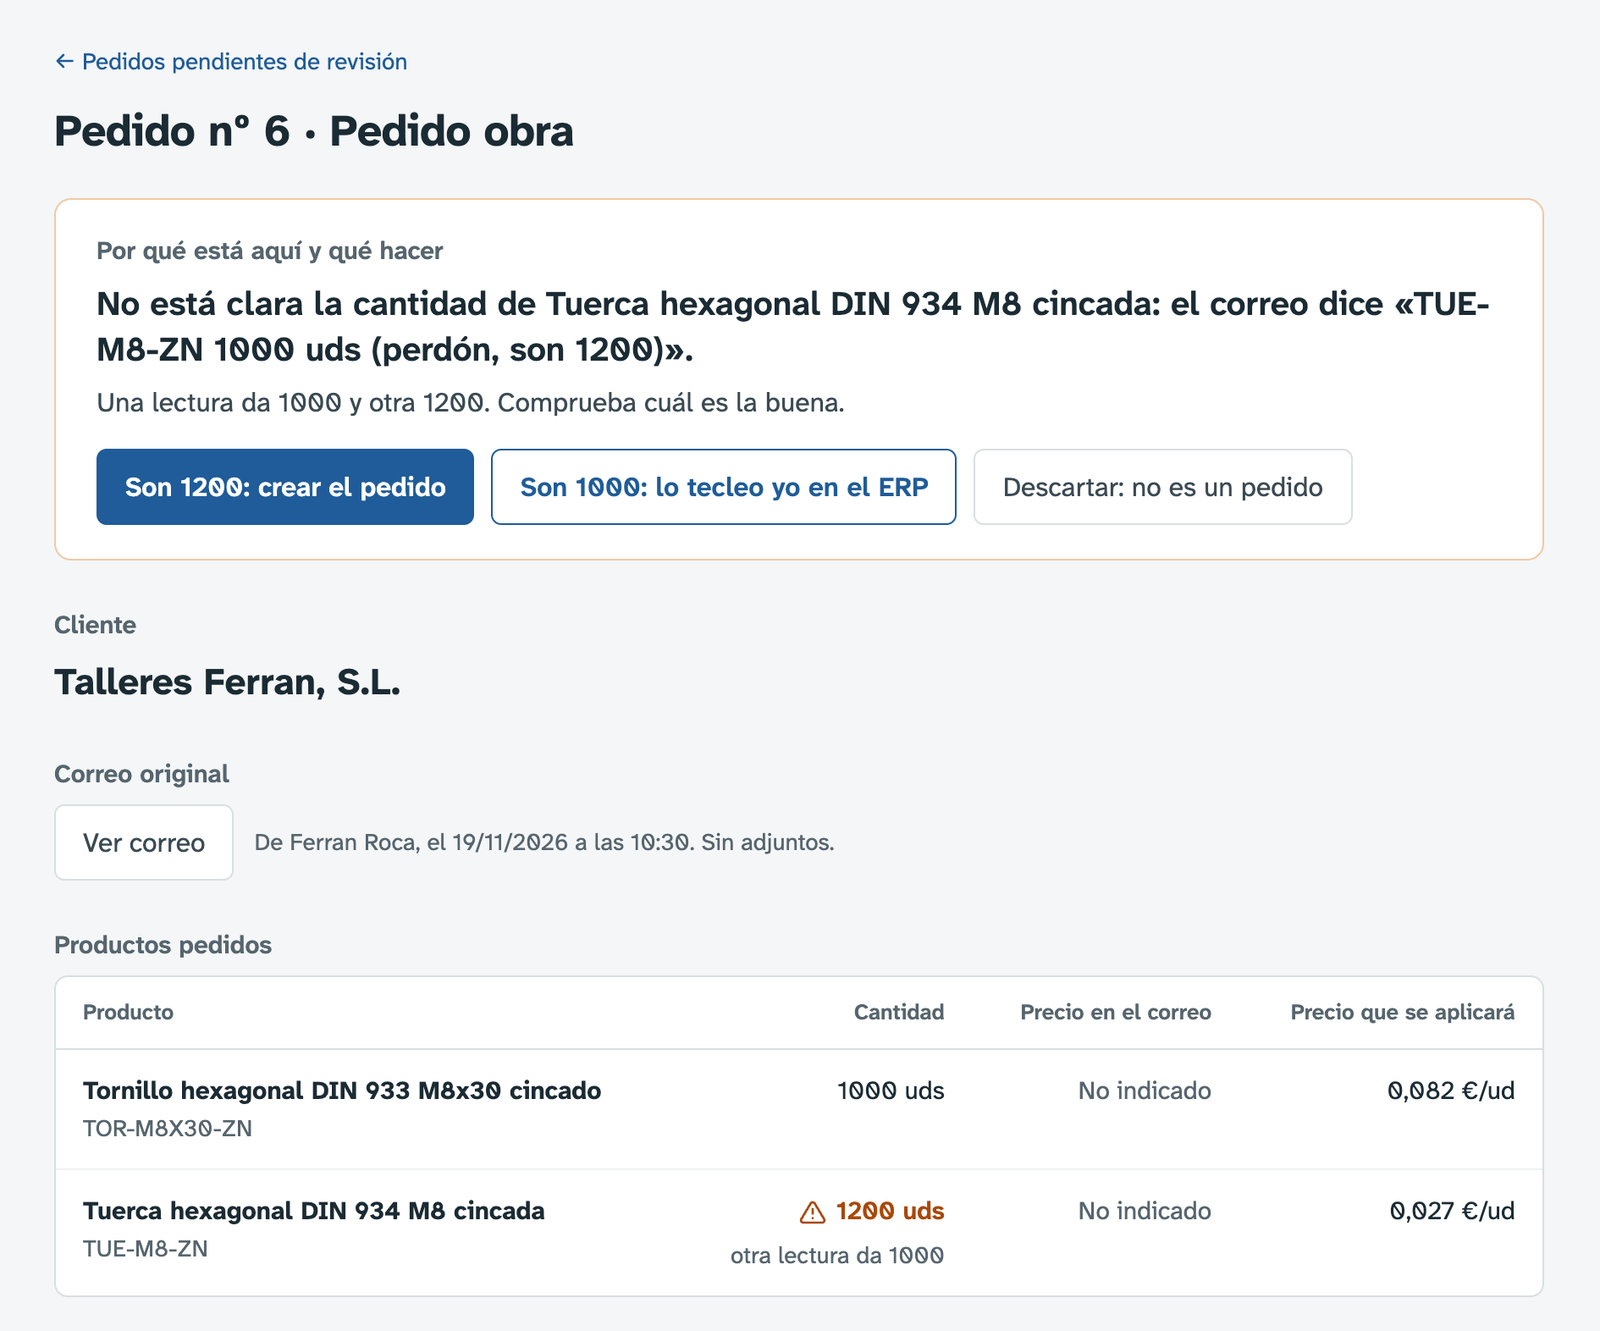 ← Pedidos pendientes de revisión
Pedido nº 6 · Pedido obra
Por qué está aquí y qué hacer
No está clara la cantidad de Tuerca hexagonal DIN 934 M8 cincada: el correo dice «TUE-
M8-ZN 1000 uds (perdón, son 1200)».
Una lectura da 1000 y otra 1200. Comprueba cuál es la buena.
Son 1200: crear el pedido
Son 1000: lo tecleo yo en el ERP
Descartar: no es un pedido
Cliente
Talleres Ferran, S.L.
Correo original
Ver correo
De Ferran Roca, el 19/11/2026 a las 10:30. Sin adjuntos.
Productos pedidos
Producto Cantidad Precio en el correo Precio que se aplicará
Tornillo hexagonal DIN 933 M8x30 cincado 1000 uds No indicado 0,082 €/ud
TOR-M8X30-ZN
Tuerca hexagonal DIN 934 M8 cincada 1200 uds No indicado 0,027 €/ud
TUE-M8-ZN otra lectura da 1000